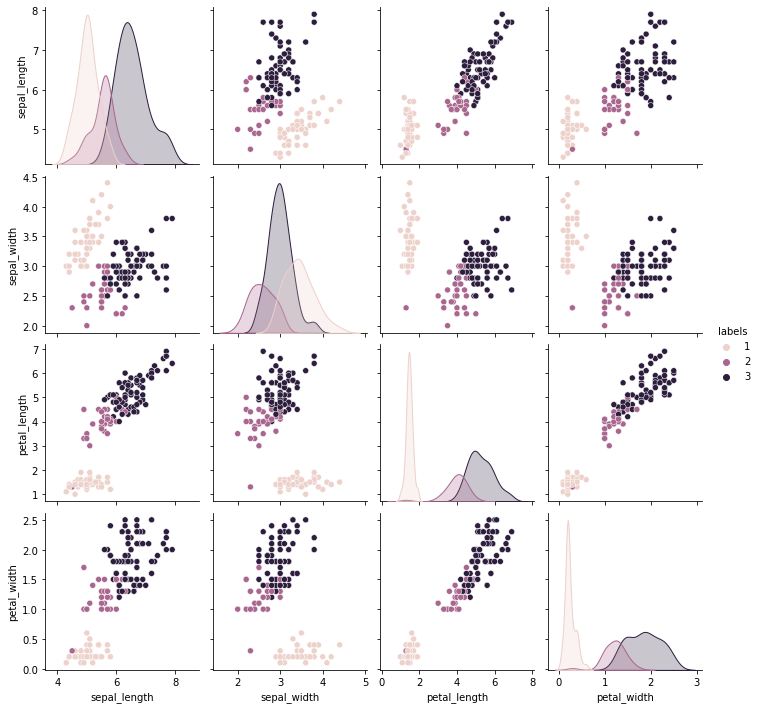 8
7
6
5
sepal_length
4.5
4.0
3.5
3.0
2.5
2.0
sepal_width
labels
1
2
3
7
6
5
4
3
2
1
petal_length
2.5
2.0
1.5
1.0
0.5
0.0
petal_width
4 6 8
2 3 4 5
0 2 4 6 8
0 1 2 3
sepal_length sepal_width petal_length petal_width